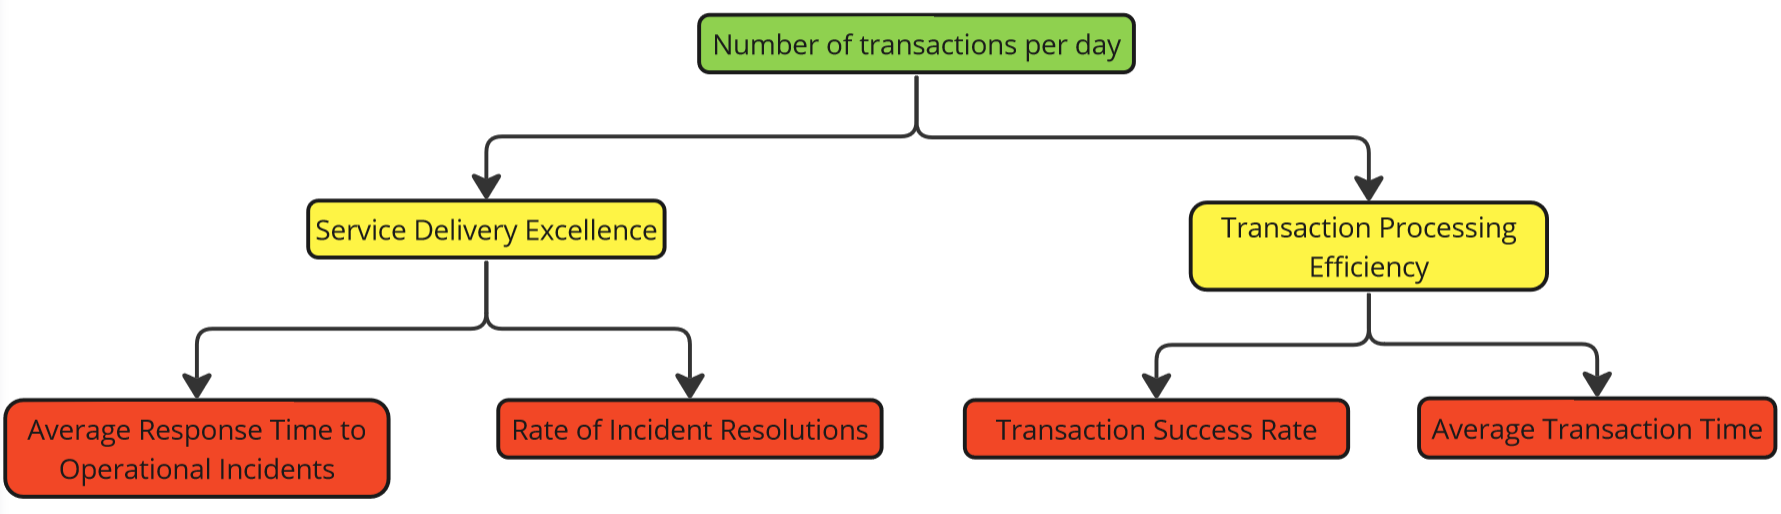 Number of transactions per day
Service Delivery Excellence
Transaction Processing
Efficiency
Average Response Time to
Operational Incidents
Rate of Incident Resolutions
Transaction Success Rate
Average Transaction Time